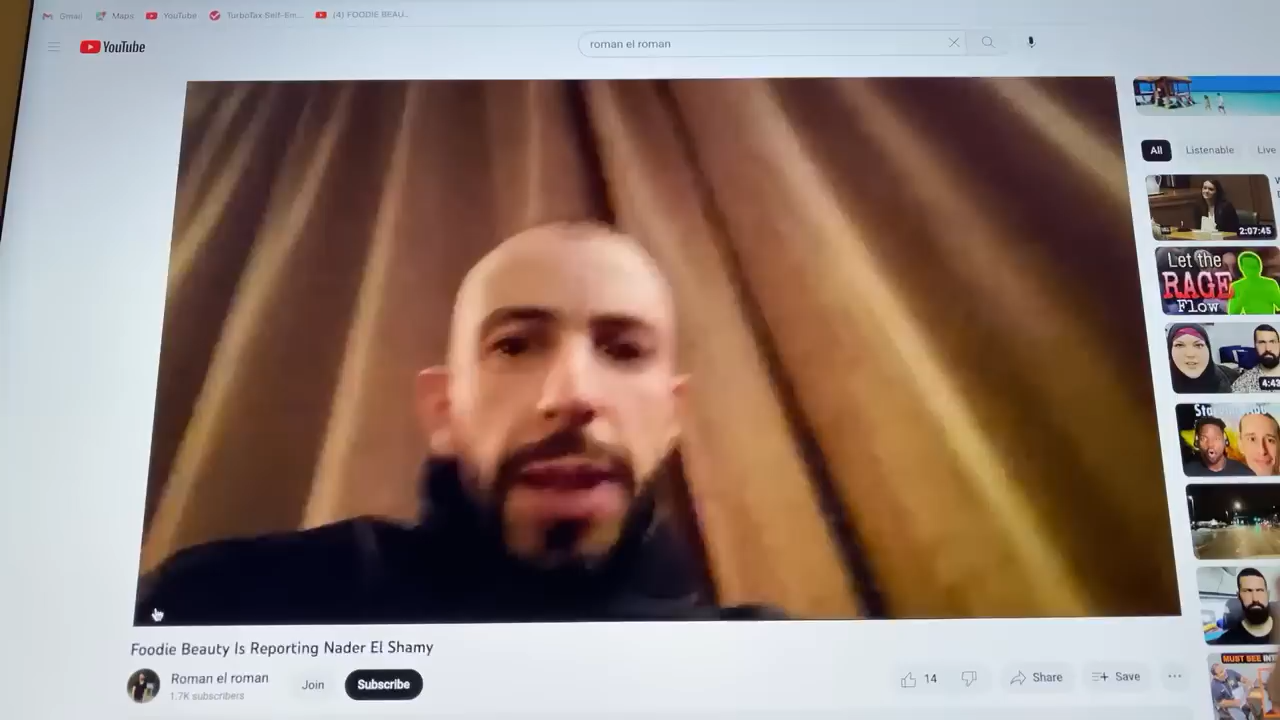 Gmail
Maps
YouTube
TurboTax Self-Em...
(4) FOODIE BEAU...
YouTube
roman el roman
All
Listenable
Live
2:07:45
Let the
RAGE
Flow
4:43
Foodie Beauty Is Reporting Nader El Shamy
Roman el roman
1.7K subscribers
Join
Subscribe
14
Share
Save
MUST SEE INT